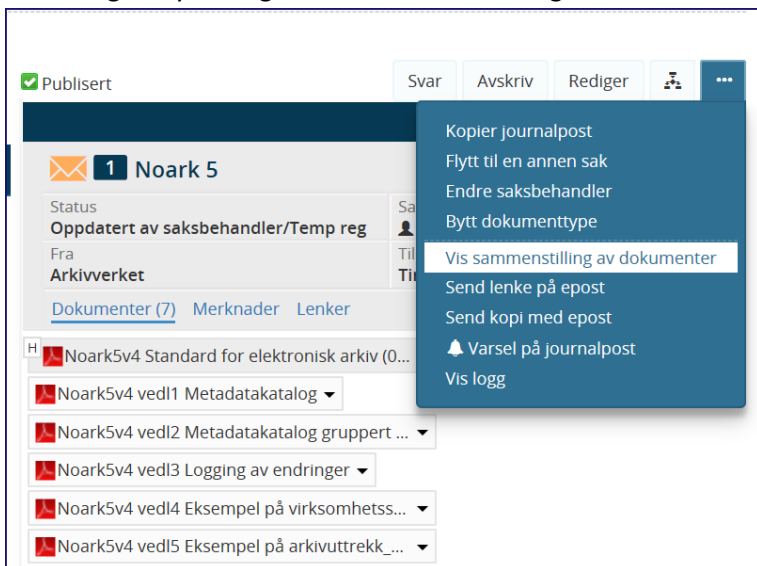 Publisert
Svar Avskriv Rediger
Kopier journalpost
Flytt til en annen sak
Endre saksbehandler
Bytt dokumenttype
Vis sammenstilling av dokumenter
Send lenke på epost
Send kopi med epost
Varsel på journalpost
Vis logg
1 Noark 5
Status
Oppdatert av saksbehandler/Temp reg
Fra
Arkivverket
Dokumenter (7) Merknader Lenker
H Noark5v4 Standard for elektronisk arkiv (0...
Noark5v4 vedl1 Metadatakatalog
Noark5v4 vedl2 Metadatakatalog gruppert ...
Noark5v4 vedl3 Logging av endringer
Noark5v4 vedl4 Eksempel på virksomhetss...
Noark5v4 vedl5 Eksempel på arkivuttrekk_...